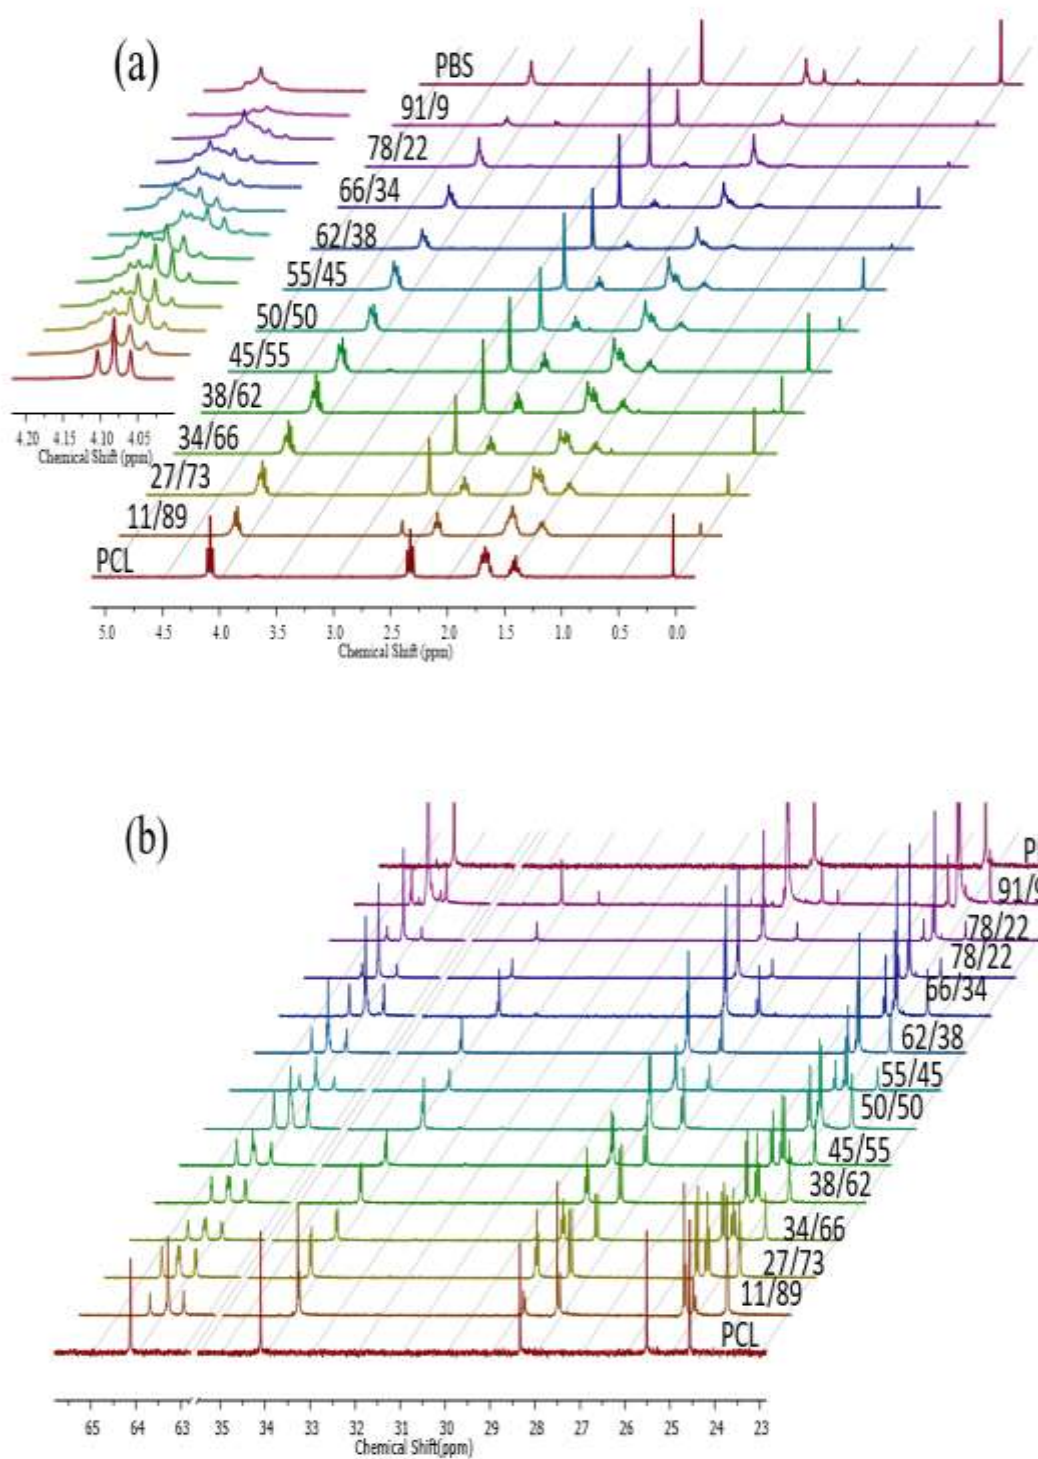 (a)
PBS
91/9
78/22
66/34
62/38
55/45
50/50
45/55
38/62
34/66
27/73
11/89
PCL
4.20 4.15 4.10 4.05
Chemical Shift (ppm)
5.0 4.5 4.0 3.5 3.0 2.5 2.0 1.5 1.0 0.5 0.0
Chemical Shift (ppm)
(b)
P
91/9
78/22
78/22
66/34
62/38
55/45
50/50
45/55
38/62
34/66
27/73
11/89
PCL
65 64 63 35 34 33 31 30 29 28 27 26 25 24 23
Chemical Shift(ppm)